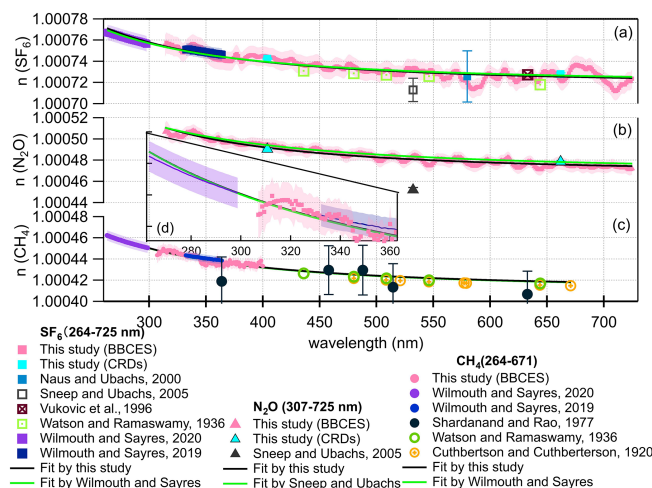 1.00078
1.00076
1.00074
1.00072
1.00070
n (SF6)
(a)
1.00052
1.00050
1.00048
1.00046
n (N2O)
(b)
(d)
280 300 320 340 360
1.00044
1.00046
1.00044
1.00042
1.00040
n (CH4)
(c)
300 350 400 450 500 550 600 650 700
wavelength (nm)
SF6(264-725 nm)
This study (BBCES)
This study (CRDs)
Naus and Ubachs, 2000
Sneep and Ubachs, 2005
Vukovic et al., 1996
Watson and Ramaswamy, 1936
Wilmouth and Sayres, 2020
Wilmouth and Sayres, 2019
Fit by this study
Fit by Wilmouth and Sayres
N2O (307-725 nm)
This study (BBCES)
This study (CRDs)
Sneep and Ubachs, 2005
Fit by this study
Fit by Sneep and Ubachs
CH4(264-671)
This study (BBCES)
Wilmouth and Sayres, 2020
Wilmouth and Sayres, 2019
Shardanand and Rao, 1977
Watson and Ramaswamy, 1936
Cuthbertson and Cuthberterson, 1920
Fit by this study
Fit by Wilmouth and Sayres